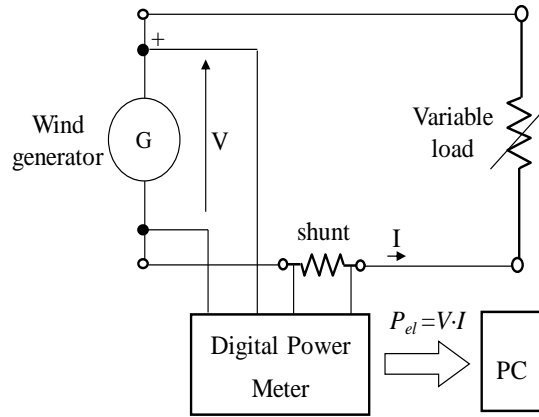 +
Wind
generator
G
V
Variable
load
shunt
I
Digital Power
Meter
P_el=V·I
PC